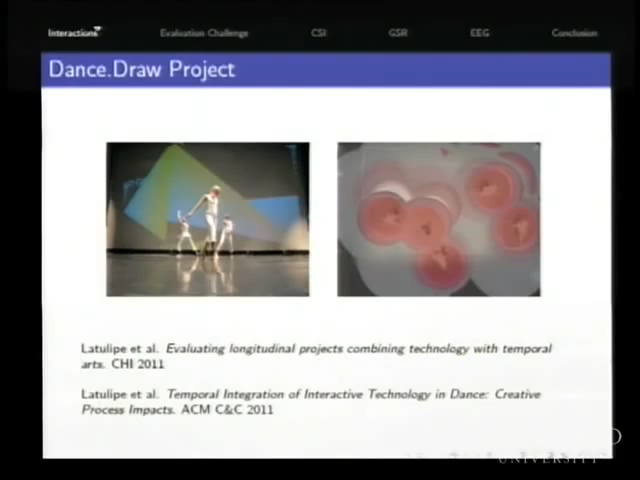 Interactions
Evaluation Challenge
CSI
GSR
EEG
Conclusion
Dance.Draw Project
Latulipe et al. Evaluating longitudinal projects combining technology with temporal
arts. CHI 2011
Latulipe et al. Temporal Integration of Interactive Technology in Dance: Creative
Process Impacts. ACM C&C 2011
UNIVERSITY